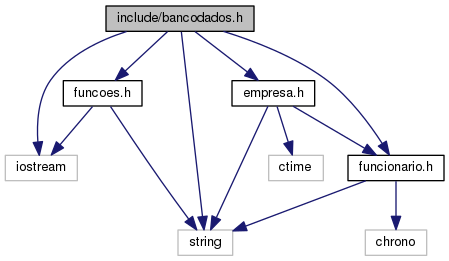 include/bancodados.h
funcoes.h
empresa.h
iostream
ctime
funcionario.h
string
chrono